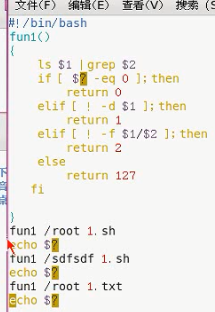 文件(F) 编辑(E) 查看(V) 搜索 (S
#!/bin/bash
fun1()
{
ls $1 |grep $2
if [ $? -eq 0 ];then
return 0
elif [ ! -d $1 ];then
return 1
elif [ ! -f $1/$2 ];then
return 2
else
return 127
fi
}
fun1 /root 1.sh
echo $?
fun1 /sdfsdf 1.sh
echo $?
fun1 /root 1.txt
echo $?